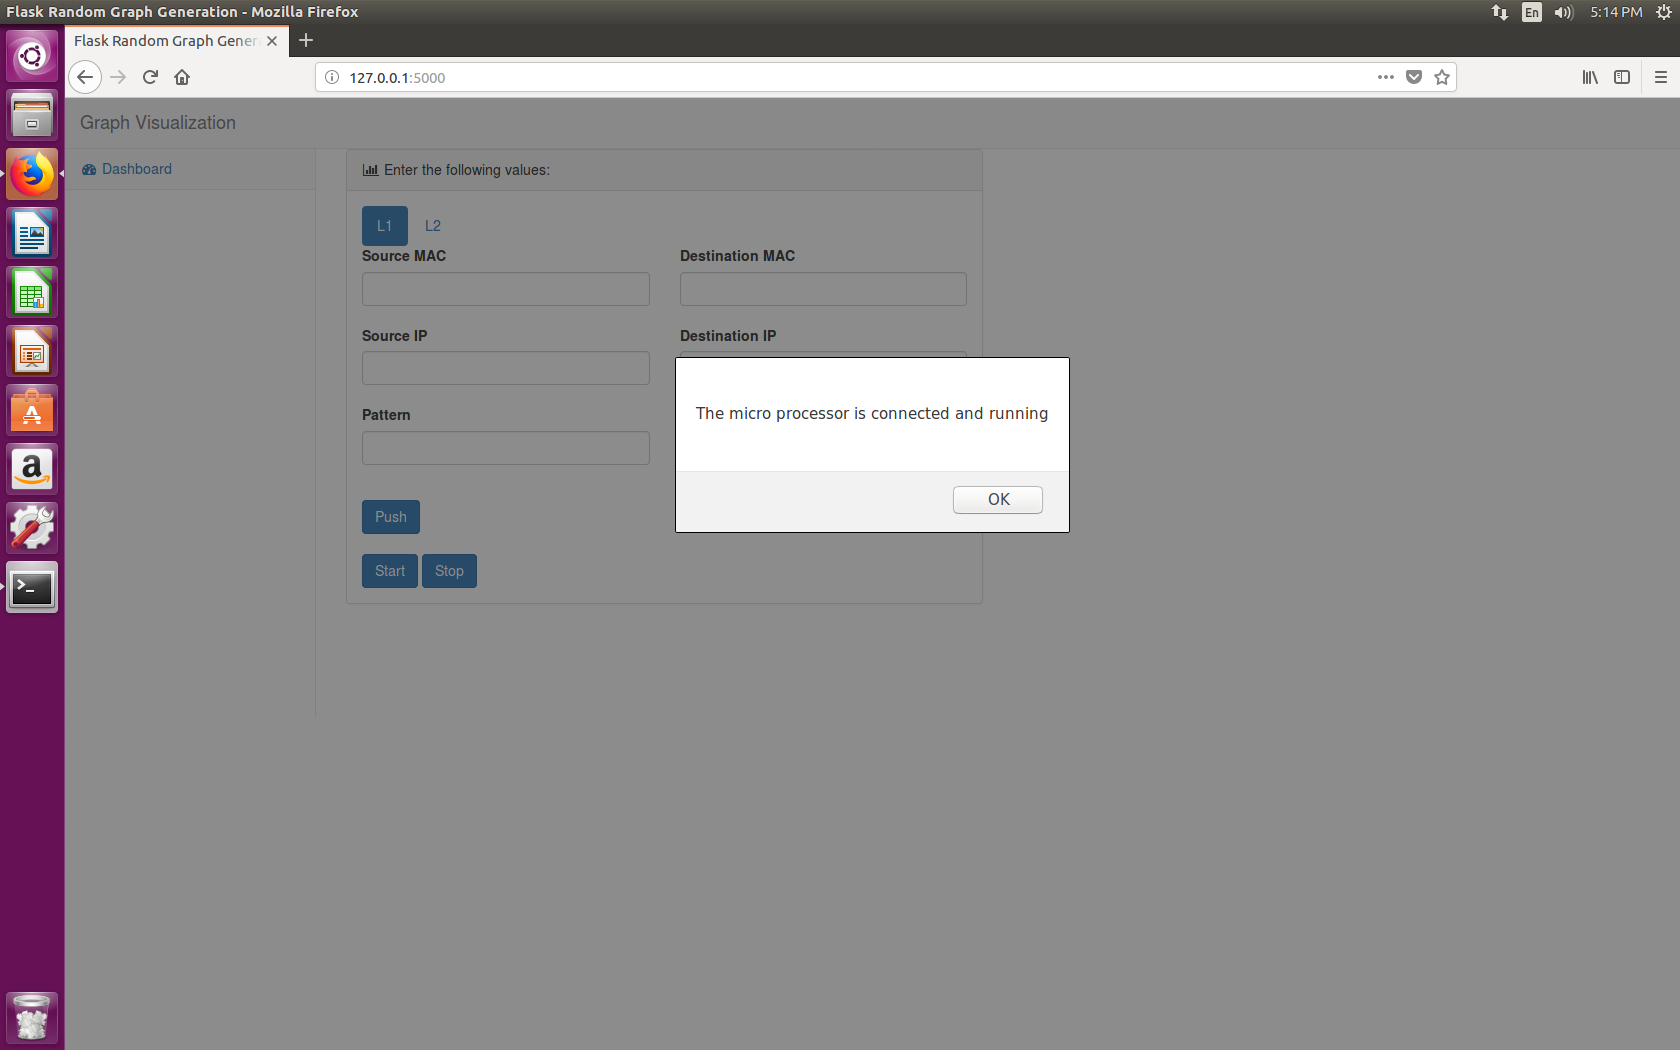 Flask Random Graph Generation - Mozilla Firefox
En
5:14 PM
Flask Random Graph Gener
127.0.0.1:5000
Graph Visualization
Dashboard
Enter the following values:
L1 L2
Source MAC Destination MAC
Source IP Destination IP
Pattern
The micro processor is connected and running
OK
Push
Start Stop